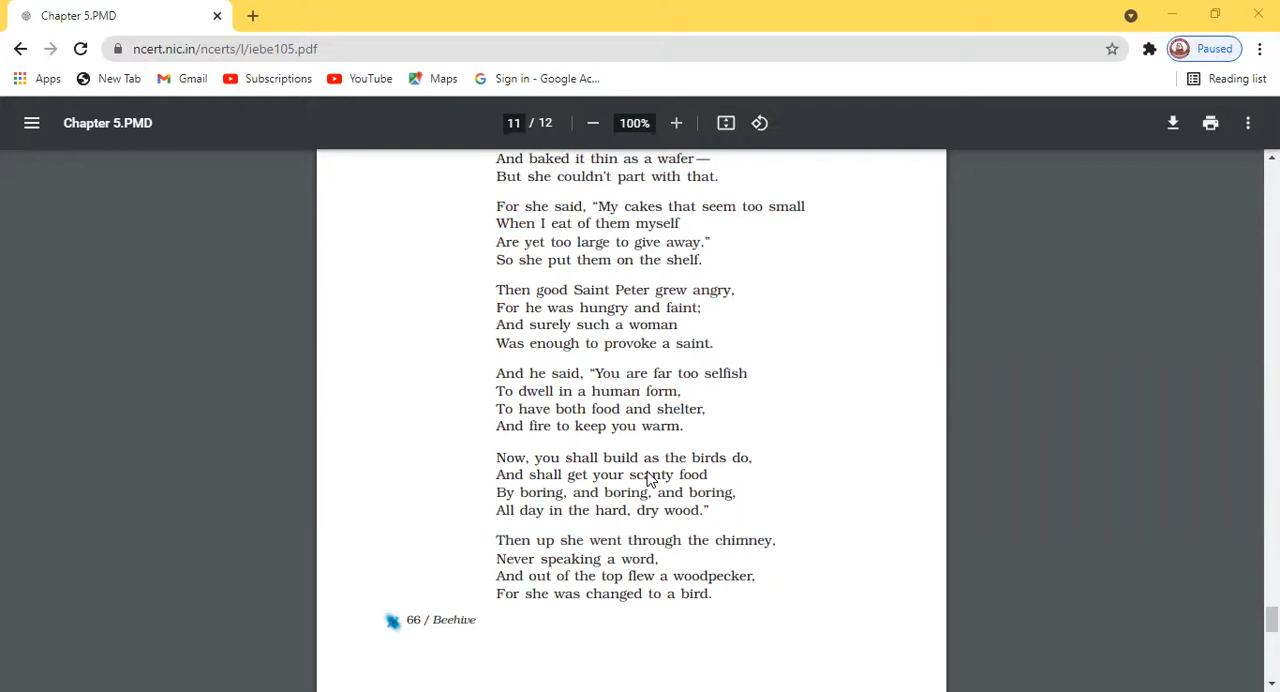 Chapter 5.PMD
ncert.nic.in/ncerts/l/iebe105.pdf
Paused
Apps
New Tab
Gmail
Subscriptions
YouTube
Maps
Sign in - Google Ac...
Reading list
Chapter 5.PMD
11 / 12
100%
And baked it thin as a wafer—
But she couldn't part with that.
For she said, “My cakes that seem too small
When I eat of them myself
Are yet too large to give away.”
So she put them on the shelf.
Then good Saint Peter grew angry,
For he was hungry and faint;
And surely such a woman
Was enough to provoke a saint.
And he said, “You are far too selfish
To dwell in a human form,
To have both food and shelter,
And fire to keep you warm.
Now, you shall build as the birds do,
And shall get your scanty food
By boring, and boring, and boring,
All day in the hard, dry wood.”
Then up she went through the chimney,
Never speaking a word,
And out of the top flew a woodpecker,
For she was changed to a bird.
66 / Beehive